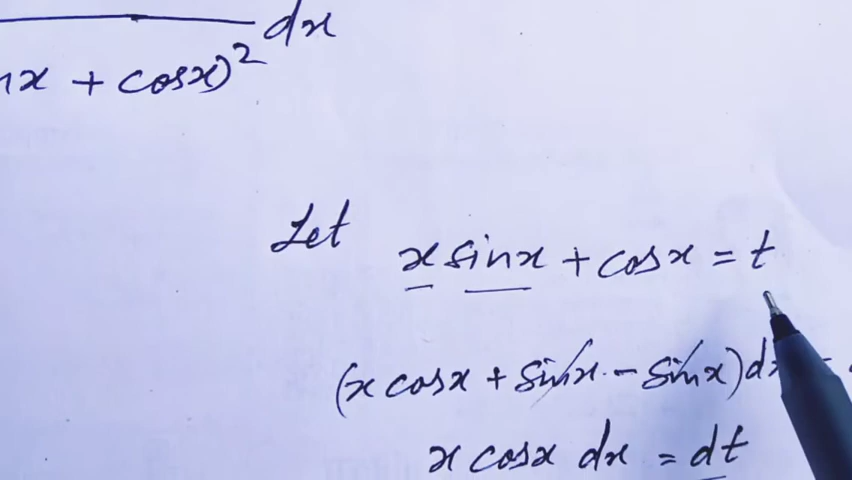 dx
x + cosx)²
Let
x sinx + cosx = t
(x cosx + sinx - sinx)dx
x cosx dx = dt